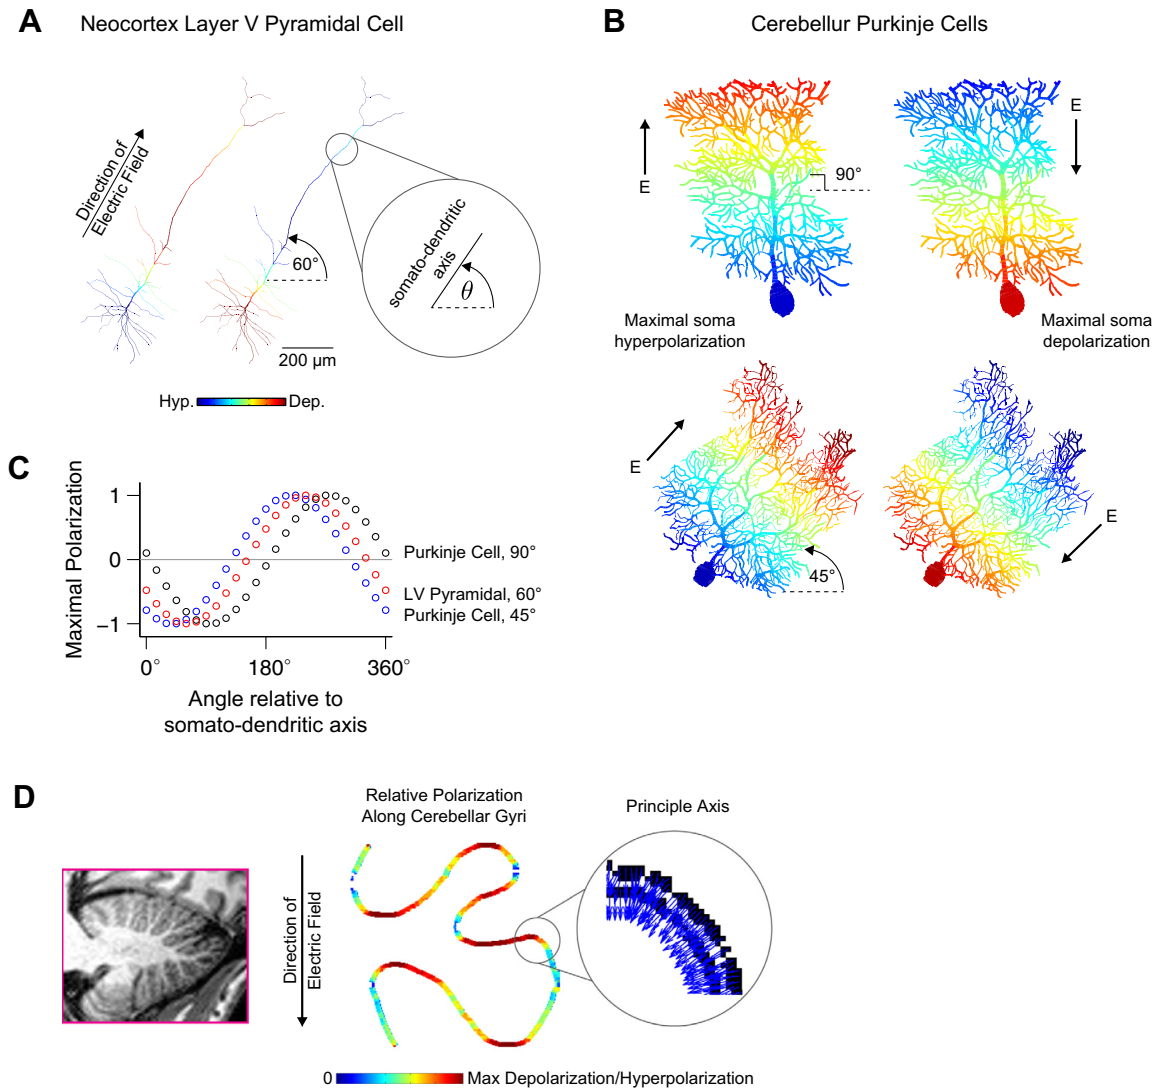 A
Neocortex Layer V Pyramidal Cell
Direction of
Electric Field
60°
somato-dendritic
axis
θ
200 µm
Hyp.
Dep.
B
Cerebellur Purkinje Cells
E
90°
E
Maximal soma
hyperpolarization
Maximal soma
depolarization
E
45°
E
C
Maximal Polarization
1
0
−1
0°
180°
360°
Angle relative to
somato-dendritic axis
Purkinje Cell, 90°
LV Pyramidal, 60°
Purkinje Cell, 45°
D
Direction of
Electric Field
Relative Polarization
Along Cerebellar Gyri
Principle Axis
0
Max Depolarization/Hyperpolarization